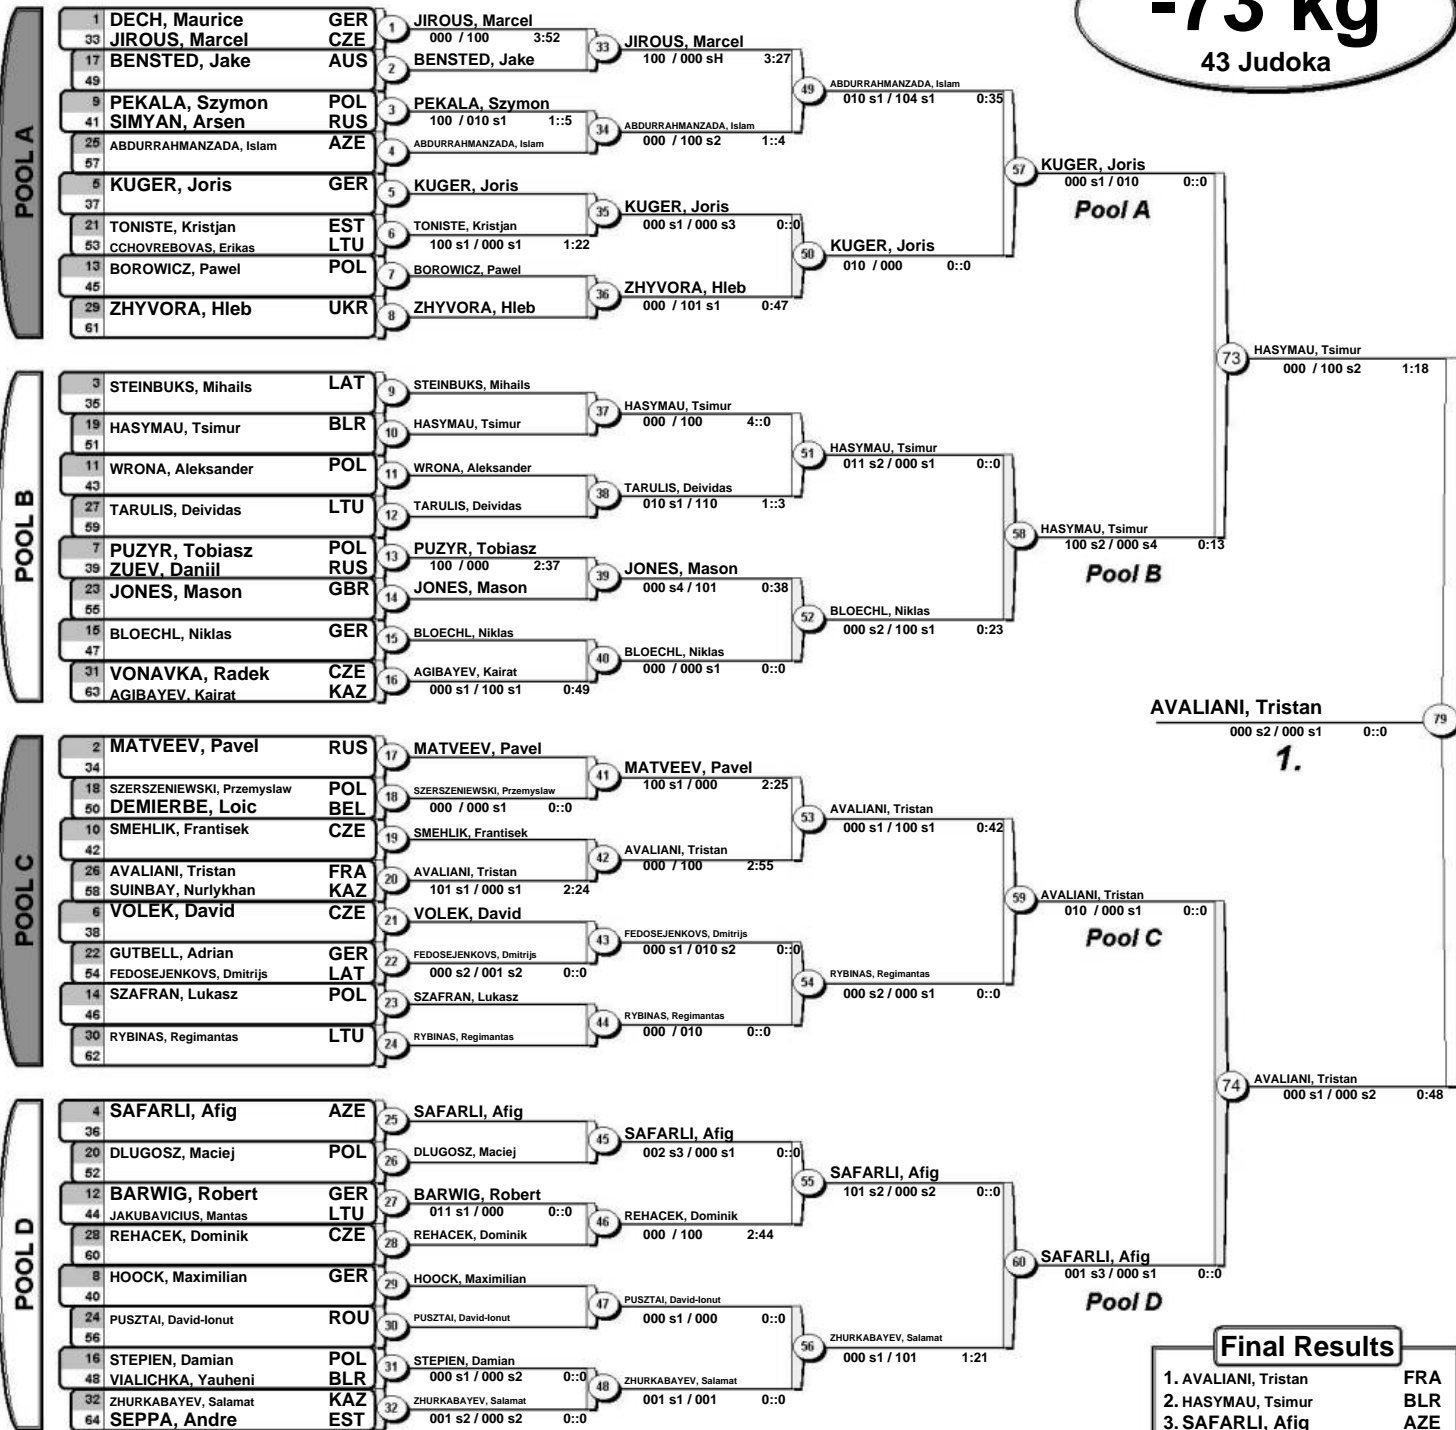 -73 kg
43 Judoka
POOL A
1 DECH, Maurice GER
33 JIROUS, Marcel CZE
17 BENSTED, Jake AUS
49
9 PEKALA, Szymon POL
41 SIMYAN, Arsen RUS
25 ABDURRAHMANZADA, Islam AZE
57
5 KUGER, Joris GER
37
21 TONISTE, Kristjan EST
53 CCHOVREBOVAS, Erikas LTU
13 BOROWICZ, Pawel POL
45
29 ZHYVORA, Hleb UKR
61
1 JIROUS, Marcel
000 / 100 3:52
2 BENSTED, Jake
3 PEKALA, Szymon
100 / 010 s1 1::5
4 ABDURRAHMANZADA, Islam
5 KUGER, Joris
6 TONISTE, Kristjan
100 s1 / 000 s1 1:22
7 BOROWICZ, Pawel
8 ZHYVORA, Hleb
33 JIROUS, Marcel
100 / 000 sH 3:27
34 ABDURRAHMANZADA, Islam
000 / 100 s2 1::4
35 KUGER, Joris
000 s1 / 000 s3 0::0
36 ZHYVORA, Hleb
000 / 101 s1 0:47
49 ABDURRAHMANZADA, Islam
010 s1 / 104 s1 0:35
50 KUGER, Joris
010 / 000 0::0
57 KUGER, Joris
000 s1 / 010 0::0
Pool A
POOL B
3 STEINBUKS, Mihails LAT
35
19 HASYMAU, Tsimur BLR
51
11 WRONA, Aleksander POL
43
27 TARULIS, Deividas LTU
59
7 PUZYR, Tobiasz POL
39 ZUEV, Daniil RUS
23 JONES, Mason GBR
55
15 BLOECHL, Niklas GER
47
31 VONAVKA, Radek CZE
63 AGIBAYEV, Kairat KAZ
9 STEINBUKS, Mihails
10 HASYMAU, Tsimur
11 WRONA, Aleksander
12 TARULIS, Deividas
13 PUZYR, Tobiasz
100 / 000 2:37
14 JONES, Mason
15 BLOECHL, Niklas
16 AGIBAYEV, Kairat
000 s1 / 100 s1 0:49
37 HASYMAU, Tsimur
000 / 100 4::0
38 TARULIS, Deividas
010 s1 / 110 1::3
39 JONES, Mason
000 s4 / 101 0:38
40 BLOECHL, Niklas
000 / 000 s1 0::0
51 HASYMAU, Tsimur
011 s2 / 000 s1 0::0
52 BLOECHL, Niklas
000 s2 / 100 s1 0:23
58 HASYMAU, Tsimur
100 s2 / 000 s4 0:13
Pool B
73 HASYMAU, Tsimur
000 / 100 s2 1:18
AVALIANI, Tristan 79
000 s2 / 000 s1 0::0
1.
POOL C
2 MATVEEV, Pavel RUS
34
18 SZERSZENIEWSKI, Przemyslaw POL
50 DEMIERBE, Loic BEL
10 SMEHLIK, Frantisek CZE
42
26 AVALIANI, Tristan FRA
58 SUINBAY, Nurlykhan KAZ
6 VOLEK, David CZE
38
22 GUTBELL, Adrian GER
54 FEDOSEJENKOVS, Dmitrijs LAT
14 SZAFRAN, Lukasz POL
46
30 RYBINAS, Regimantas LTU
62
17 MATVEEV, Pavel
18 SZERSZENIEWSKI, Przemyslaw
000 / 000 s1 0::0
19 SMEHLIK, Frantisek
20 AVALIANI, Tristan
101 s1 / 000 s1 2:24
21 VOLEK, David
22 FEDOSEJENKOVS, Dmitrijs
000 s2 / 001 s2 0::0
23 SZAFRAN, Lukasz
24 RYBINAS, Regimantas
41 MATVEEV, Pavel
100 s1 / 000 2:25
42 AVALIANI, Tristan
000 / 100 2:55
43 FEDOSEJENKOVS, Dmitrijs
000 s1 / 010 s2 0::0
44 RYBINAS, Regimantas
000 / 010 0::0
53 AVALIANI, Tristan
000 s1 / 100 s1 0:42
54 RYBINAS, Regimantas
000 s2 / 000 s1 0::0
59 AVALIANI, Tristan
010 / 000 s1 0::0
Pool C
74 AVALIANI, Tristan
000 s1 / 000 s2 0:48
POOL D
4 SAFARLI, Afig AZE
36
20 DLUGOSZ, Maciej POL
52
12 BARWIG, Robert GER
44 JAKUBAVICIUS, Mantas LTU
28 REHACEK, Dominik CZE
60
8 HOOCK, Maximilian GER
40
24 PUSZTAI, David-Ionut ROU
56
16 STEPIEN, Damian POL
48 VIALICHKA, Yauheni BLR
32 ZHURKABAYEV, Salamat KAZ
64 SEPPA, Andre EST
25 SAFARLI, Afig
26 DLUGOSZ, Maciej
27 BARWIG, Robert
011 s1 / 000 0::0
28 REHACEK, Dominik
29 HOOCK, Maximilian
30 PUSZTAI, David-Ionut
31 STEPIEN, Damian
000 s1 / 000 s2 0::0
32 ZHURKABAYEV, Salamat
001 s2 / 000 s2 0::0
45 SAFARLI, Afig
002 s3 / 000 s1 0::0
46 REHACEK, Dominik
000 / 100 2:44
47 PUSZTAI, David-Ionut
000 s1 / 000 0::0
48 ZHURKABAYEV, Salamat
001 s1 / 001 0::0
55 SAFARLI, Afig
101 s2 / 000 s2 0::0
56 ZHURKABAYEV, Salamat
000 s1 / 101 1:21
60 SAFARLI, Afig
001 s3 / 000 s1 0::0
Pool D
Final Results
1. AVALIANI, Tristan FRA
2. HASYMAU, Tsimur BLR
3. SAFARLI, Afig AZE